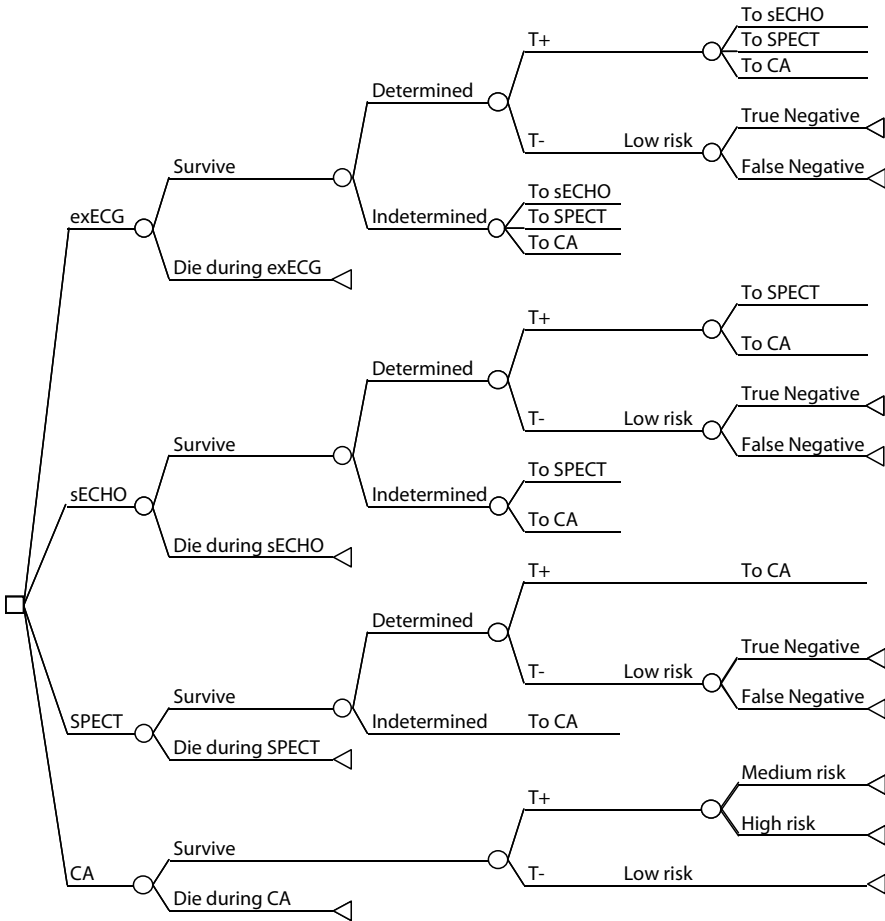 To sECHO
T+ To SPECT
To CA
Determined
True Negative
T- Low risk
False Negative
Survive
To sECHO
exECG Indetermined To SPECT
To CA
Die during exECG
To SPECT
T+
To CA
Determined
True Negative
T- Low risk
False Negative
Survive
To SPECT
sECHO Indetermined
To CA
Die during sECHO
T+ To CA
Determined
True Negative
T- Low risk
Survive False Negative
SPECT Indetermined To CA
Die during SPECT
Medium risk
T+
High risk
Survive
CA T- Low risk
Die during CA